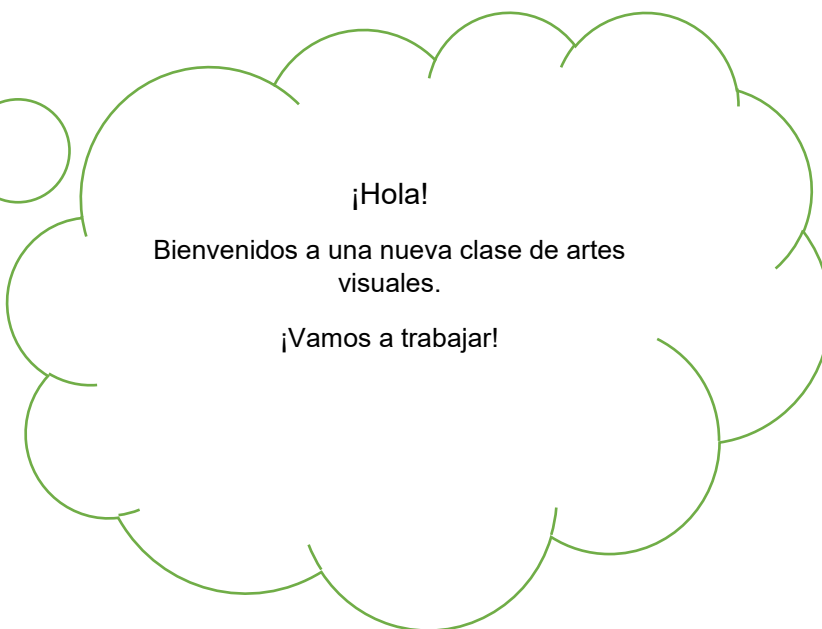 ¡Hola!
Bienvenidos a una nueva clase de artes
visuales.
¡Vamos a trabajar!